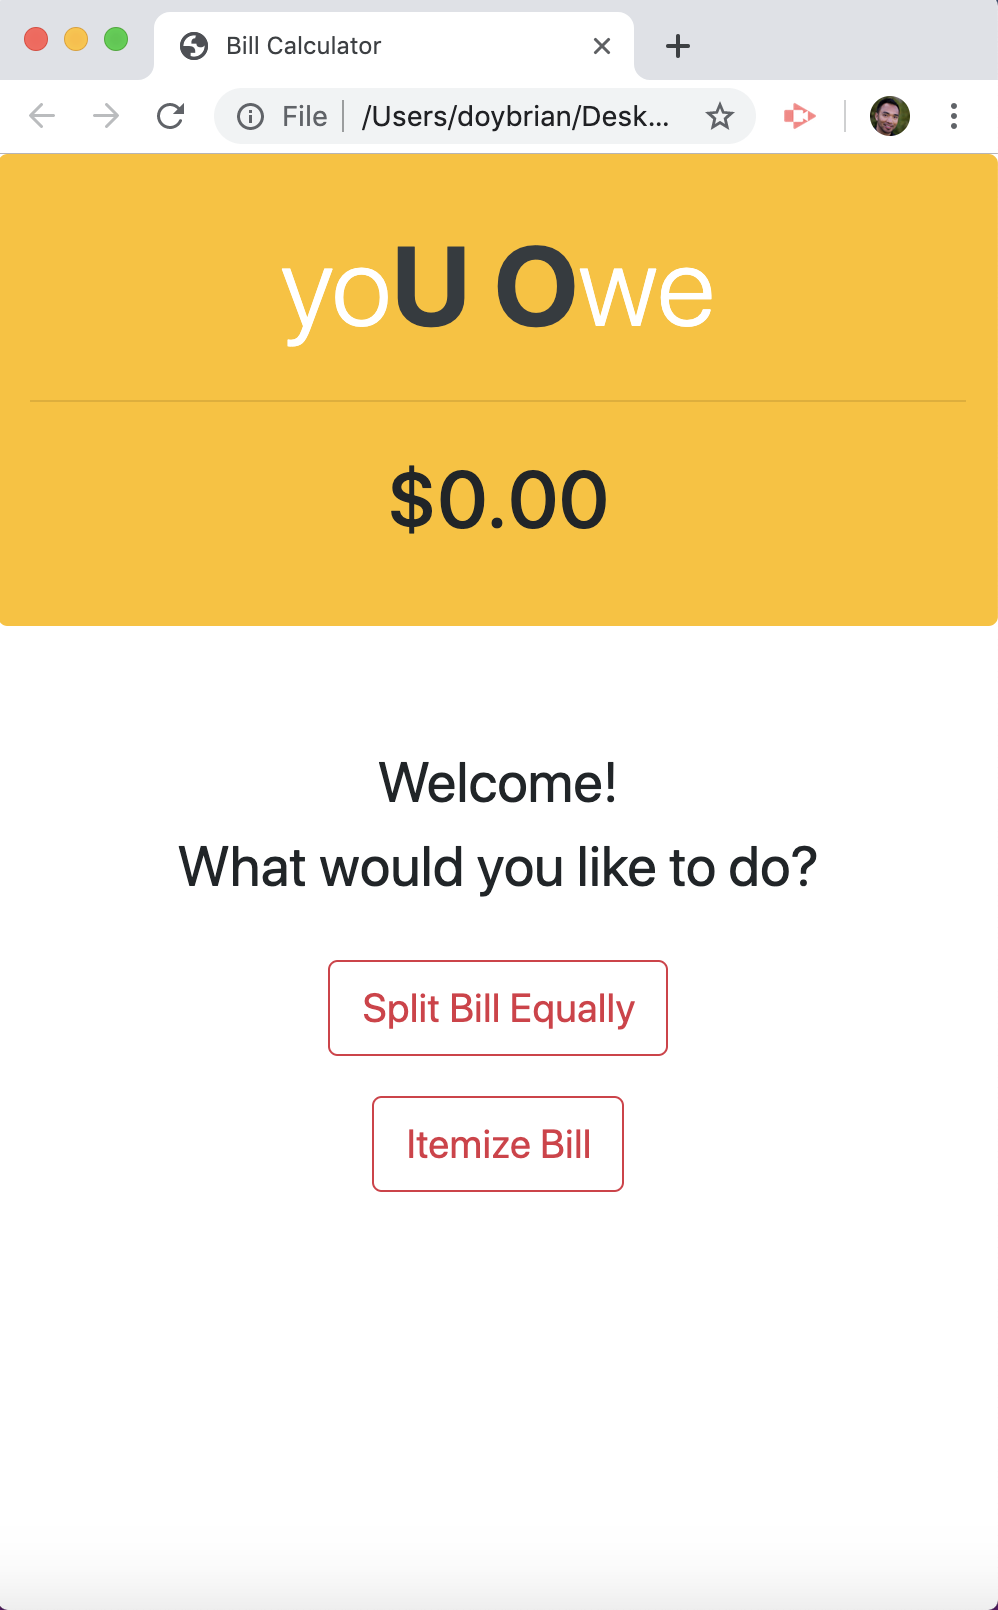 Bill Calculator
File | /Users/doybrian/Desk...
yoU Owe
$0.00
Welcome!
What would you like to do?
Split Bill Equally
Itemize Bill